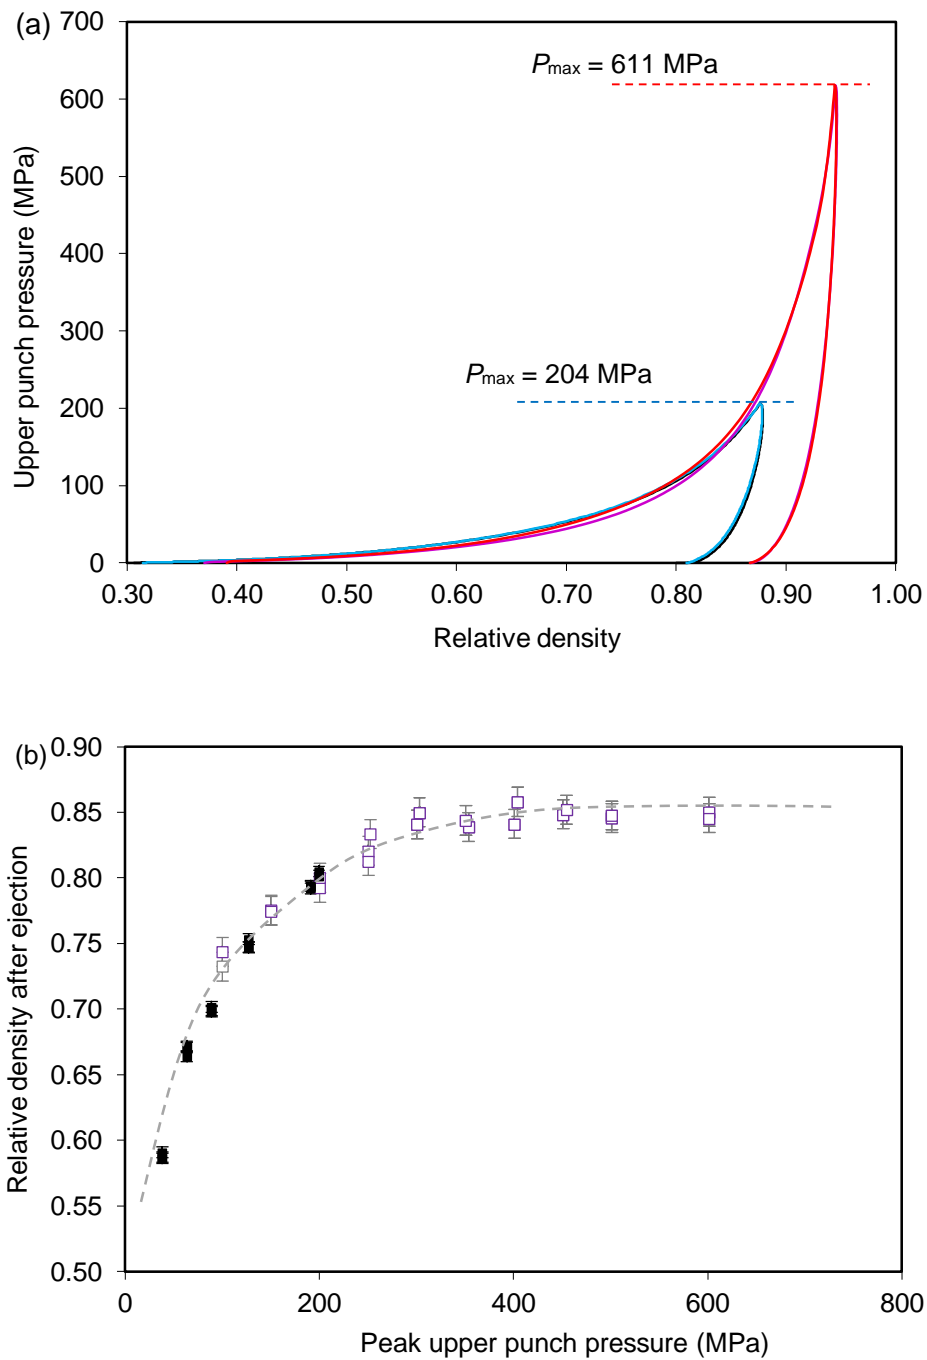 (a)
700
600
500
400
300
200
100
0
Upper punch pressure (MPa)
Pmax = 611 MPa
Pmax = 204 MPa
0.30 0.40 0.50 0.60 0.70 0.80 0.90 1.00
Relative density
(b)
0.90
0.85
0.80
0.75
0.70
0.65
0.60
0.55
0.50
Relative density after ejection
0 200 400 600 800
Peak upper punch pressure (MPa)